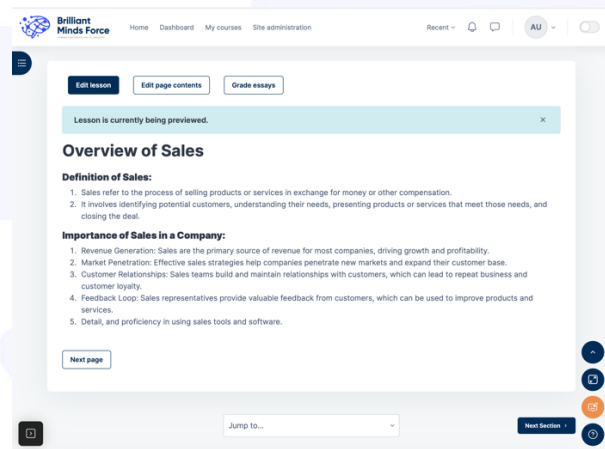 Brilliant
Minds Force
Home Dashboard My courses Site administration
Recent
AU
Edit lesson
Edit page contents
Grade essays
Lesson is currently being previewed.
×
Overview of Sales
Definition of Sales:
1. Sales refer to the process of selling products or services in exchange for money or other compensation.
2. It involves identifying potential customers, understanding their needs, presenting products or services that meet those needs, and
closing the deal.
Importance of Sales in a Company:
1. Revenue Generation: Sales are the primary source of revenue for most companies, driving growth and profitability.
2. Market Penetration: Effective sales strategies help companies penetrate new markets and expand their customer base.
3. Customer Relationships: Sales teams build and maintain relationships with customers, which can lead to repeat business and
customer loyalty.
4. Feedback Loop: Sales representatives provide valuable feedback from customers, which can be used to improve products and
services.
5. Detail, and proficiency in using sales tools and software.
Next page
Jump to...
Next Section